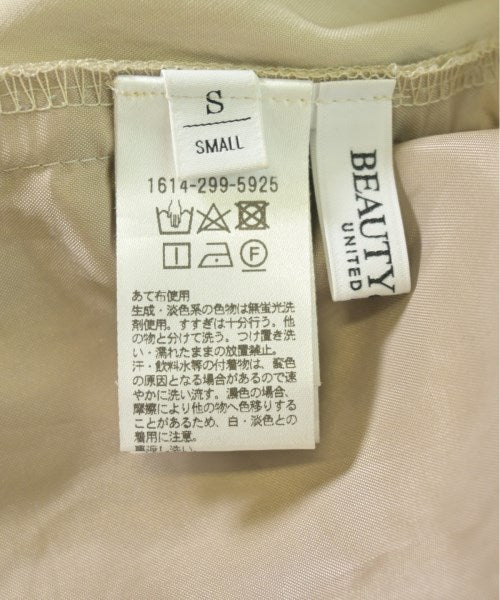 S
SMALL
1614-299-5925
F
あて布使用
生成・淡色系の色物は無蛍光洗
剤使用。すすぎは十分行う。他
の物と分けて洗う。つけ置き洗
い・濡れたままの放置禁止。
汗・飲料水等の付着物は、変色
の原因となる場合があるので速
やかに洗い流す。濃色の場合、
摩擦により他の物へ色移りする
ことがあるため、白・淡色との
着用に注意。
裏返し洗い
BEAUTY
UNITED